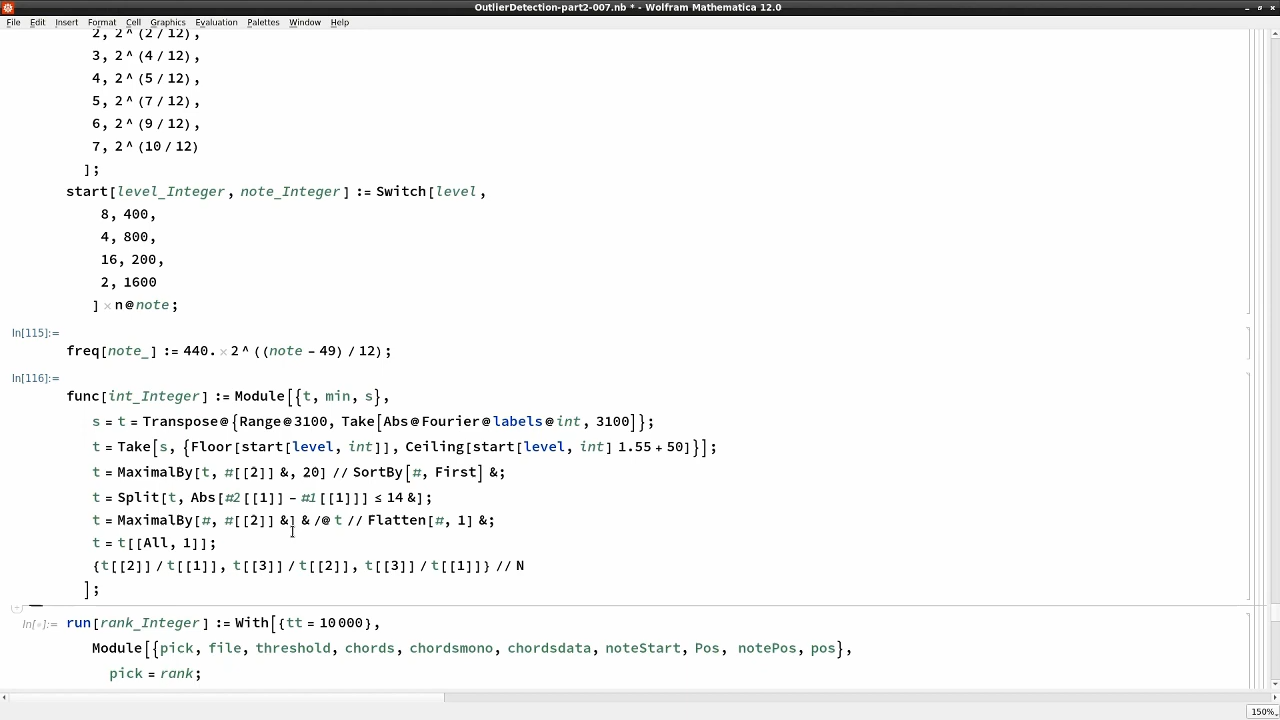 OutlierDetection-part2-007.nb * - Wolfram Mathematica 12.0
File Edit Insert Format Cell Graphics Evaluation Palettes Window Help
2, 2^(2/12),
3, 2^(4/12),
4, 2^(5/12),
5, 2^(7/12),
6, 2^(9/12),
7, 2^(10/12)
];
start[level_Integer, note_Integer] := Switch[level,
8, 400,
4, 800,
16, 200,
2, 1600
] × n@note;
In[115]:=
freq[note_] := 440. × 2^((note - 49)/12);
In[116]:=
func[int_Integer] := Module[{t, min, s},
s = t = Transpose@{Range@3100, Take[Abs@Fourier@labels@int, 3100]};
t = Take[s, {Floor[start[level, int]], Ceiling[start[level, int] 1.55 + 50]}];
t = MaximalBy[t, #[[2]] &, 20] // SortBy[#, First] &;
t = Split[t, Abs[#2[[1]] - #1[[1]]] ≤ 14 &];
t = MaximalBy[#, #[[2]] &] & /@ t // Flatten[#, 1] &;
t = t[[All, 1]];
{t[[2]]/t[[1]], t[[3]]/t[[2]], t[[3]]/t[[1]]} // N
];
In[◦]:= run[rank_Integer] := With[{tt = 10000},
Module[{pick, file, threshold, chords, chordsmono, chordsdata, noteStart, Pos, notePos, pos},
pick = rank;
150%